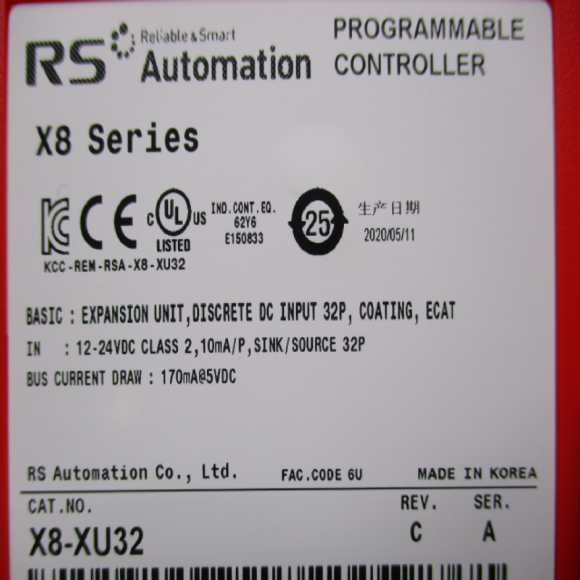 RS Reliable & Smart Automation
PROGRAMMABLE CONTROLLER
X8 Series
KC CE c UL US LISTED
IND.CONT.EQ.
62Y6
E150833
25
生产日期
2020/05/11
KCC-REM-RSA-X8-XU32
BASIC : EXPANSION UNIT,DISCRETE DC INPUT 32P, COATING, ECAT
IN : 12-24VDC CLASS 2,10mA/P,SINK/SOURCE 32P
BUS CURRENT DRAW : 170mA@5VDC
RS Automation Co., Ltd. FAC.CODE 6U MADE IN KOREA
CAT.NO. REV. SER.
X8-XU32 C A